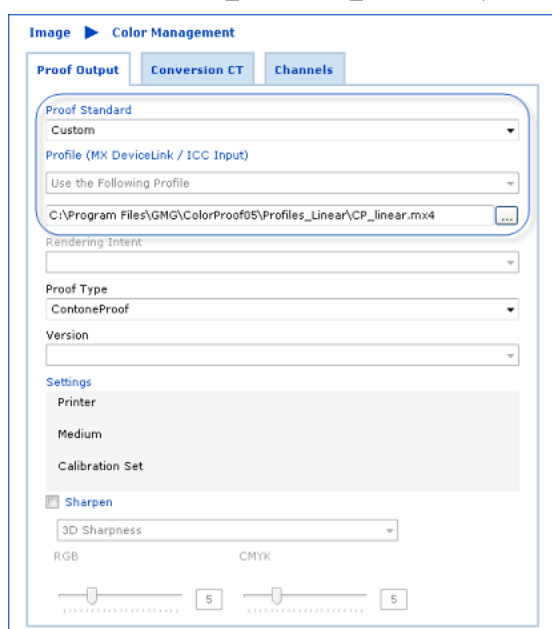 Image ▶ Color Management
Proof Output Conversion CT Channels
Proof Standard
Custom
Profile (MX DeviceLink / ICC Input)
Use the Following Profile
C:\Program Files\GMG\ColorProof05\Profiles_Linear\CP_linear.mx4 ...
Rendering Intent
Proof Type
ContoneProof
Version
Settings
Printer
Medium
Calibration Set
Sharpen
3D Sharpness
RGB CMYK
5 5